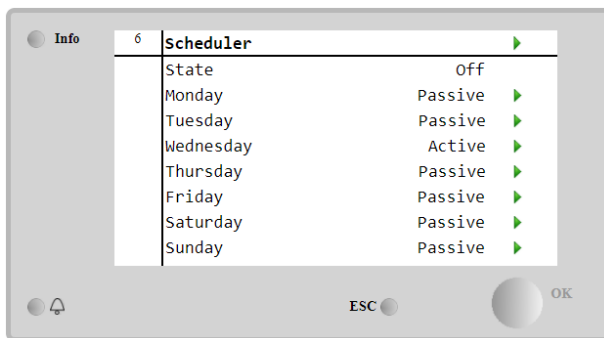 Info
6 Scheduler
State Off
Monday Passive
Tuesday Passive
Wednesday Active
Thursday Passive
Friday Passive
Saturday Passive
Sunday Passive
ESC
OK